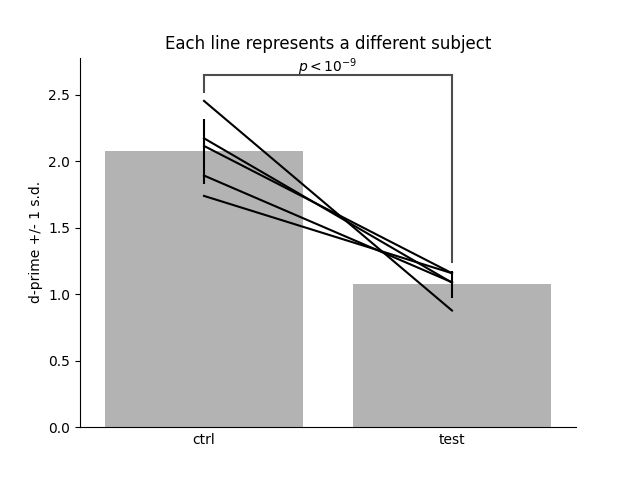 Each line represents a different subject
p < 10⁻⁹
2.5
2.0
1.5
1.0
0.5
0.0
d-prime +/- 1 s.d.
ctrl
test